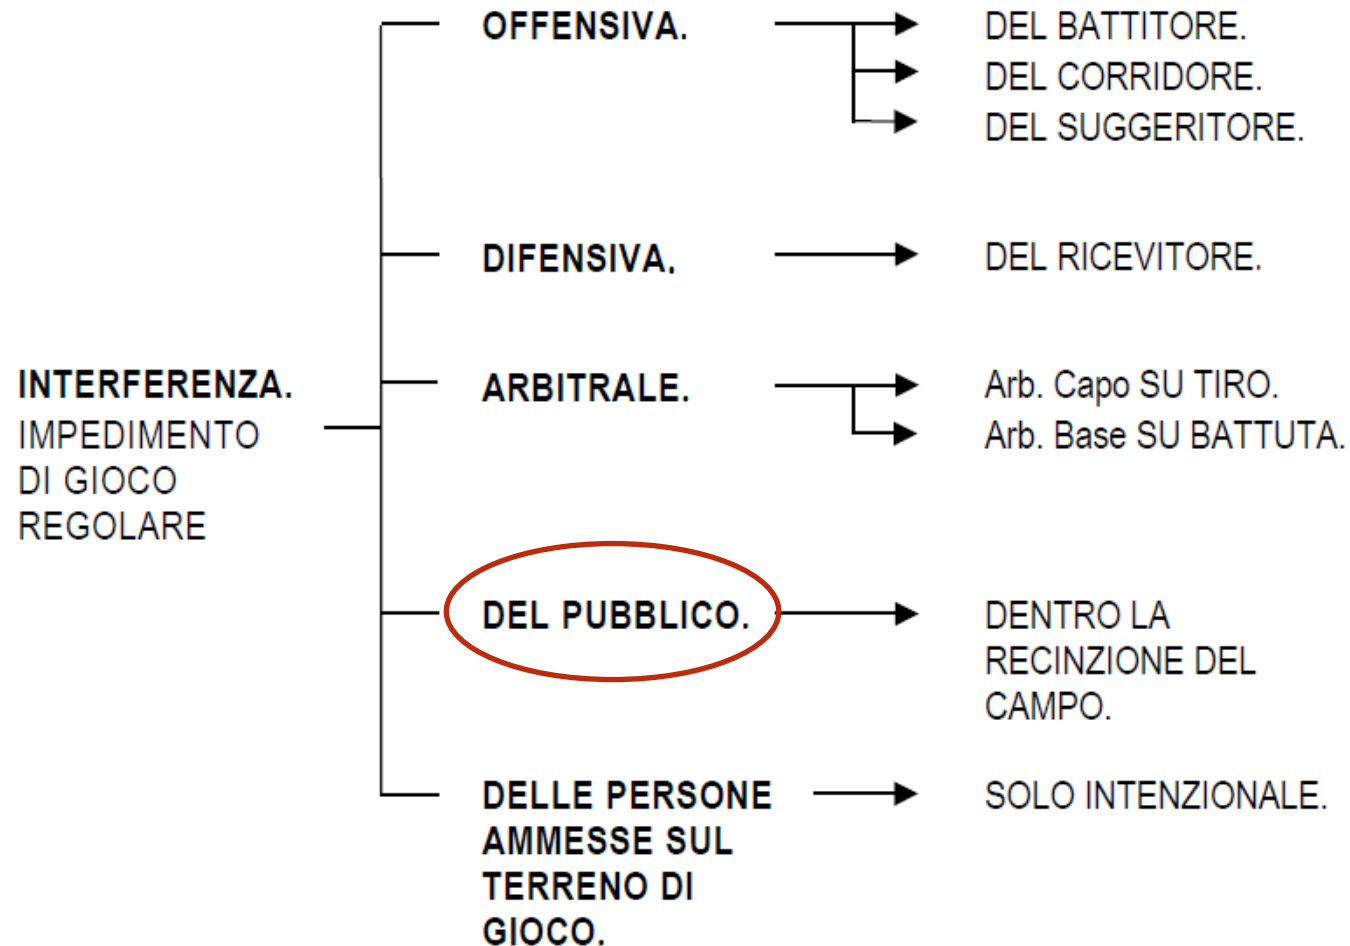 OFFENSIVA.
DEL BATTITORE.
DEL CORRIDORE.
DEL SUGGERITORE.
DIFENSIVA.
DEL RICEVITORE.
INTERFERENZA.
IMPEDIMENTO
DI GIOCO
REGOLARE
ARBITRALE.
Arb. Capo SU TIRO.
Arb. Base SU BATTUTA.
DEL PUBBLICO.
DENTRO LA
RECINZIONE DEL
CAMPO.
DELLE PERSONE
AMMESSE SUL
TERRENO DI
GIOCO.
SOLO INTENZIONALE.